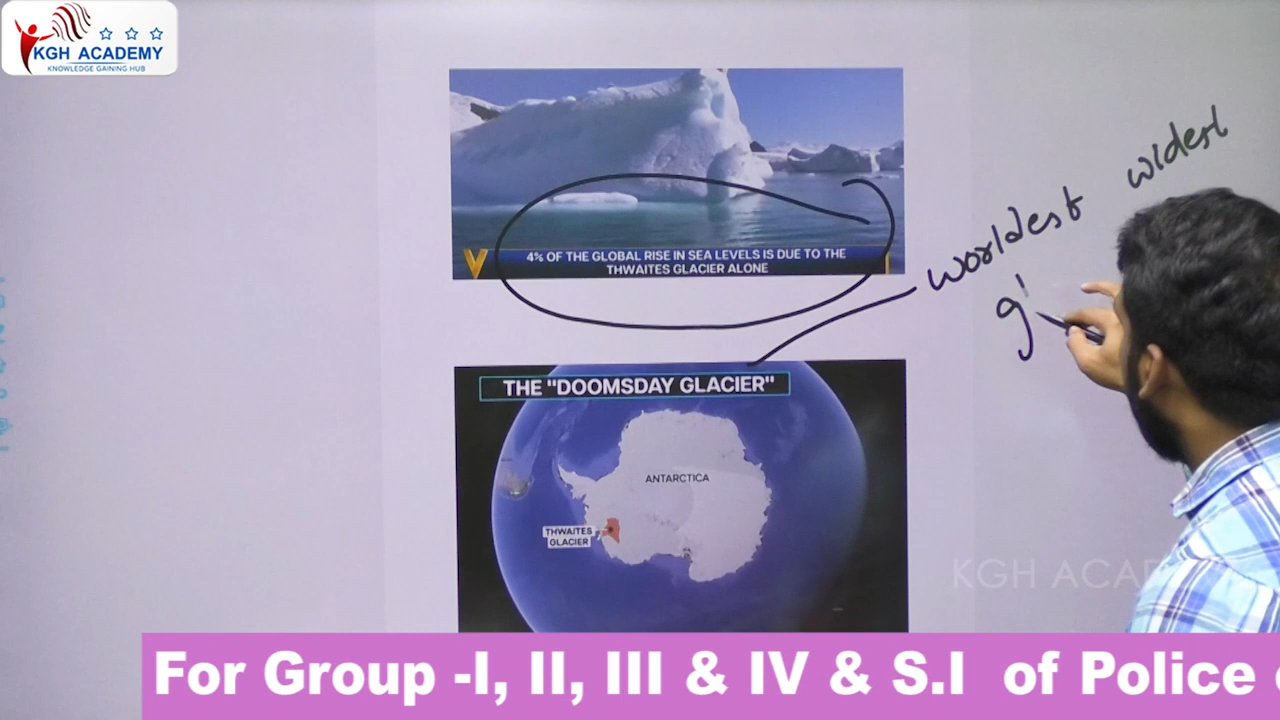 KGH ACADEMY
KNOWLEDGE GAINING HUB
4% OF THE GLOBAL RISE IN SEA LEVELS IS DUE TO THE
THWAITES GLACIER ALONE
worldest widest
g
THE "DOOMSDAY GLACIER"
ANTARCTICA
THWAITES
GLACIER
KGH ACA
For Group -I, II, III & IV & S.I of Police